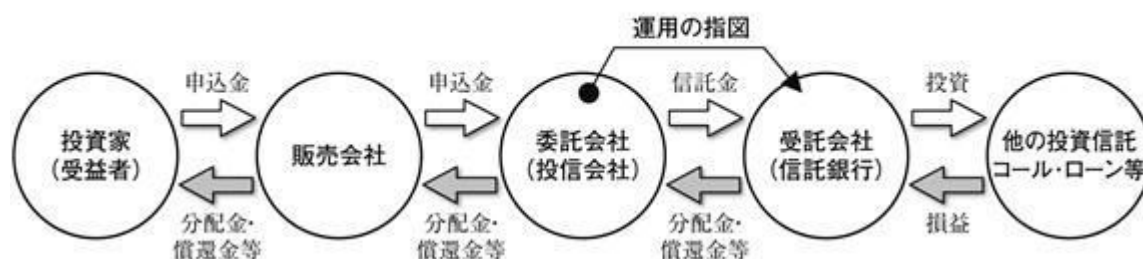 運用の指図
申込金
申込金
信託金
投資
投資家
(受益者)
販売会社
委託会社
(投信会社)
受託会社
(信託銀行)
他の投資信託
コール・ローン等
分配金・
償還金等
分配金・
償還金等
分配金・
償還金等
損益